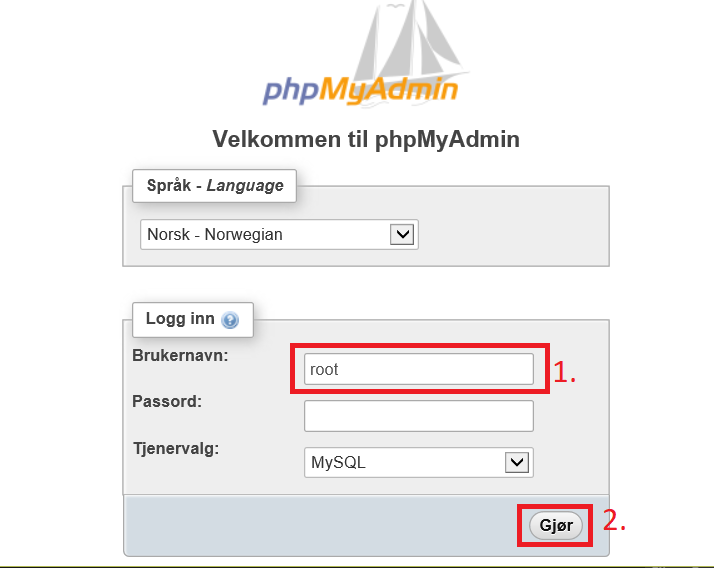 phpMyAdmin
Velkommen til phpMyAdmin
Språk - Language
Norsk - Norwegian
Logg inn ?
Brukernavn:
root
1.
Passord:
Tjenervalg:
MySQL
Gjør
2.